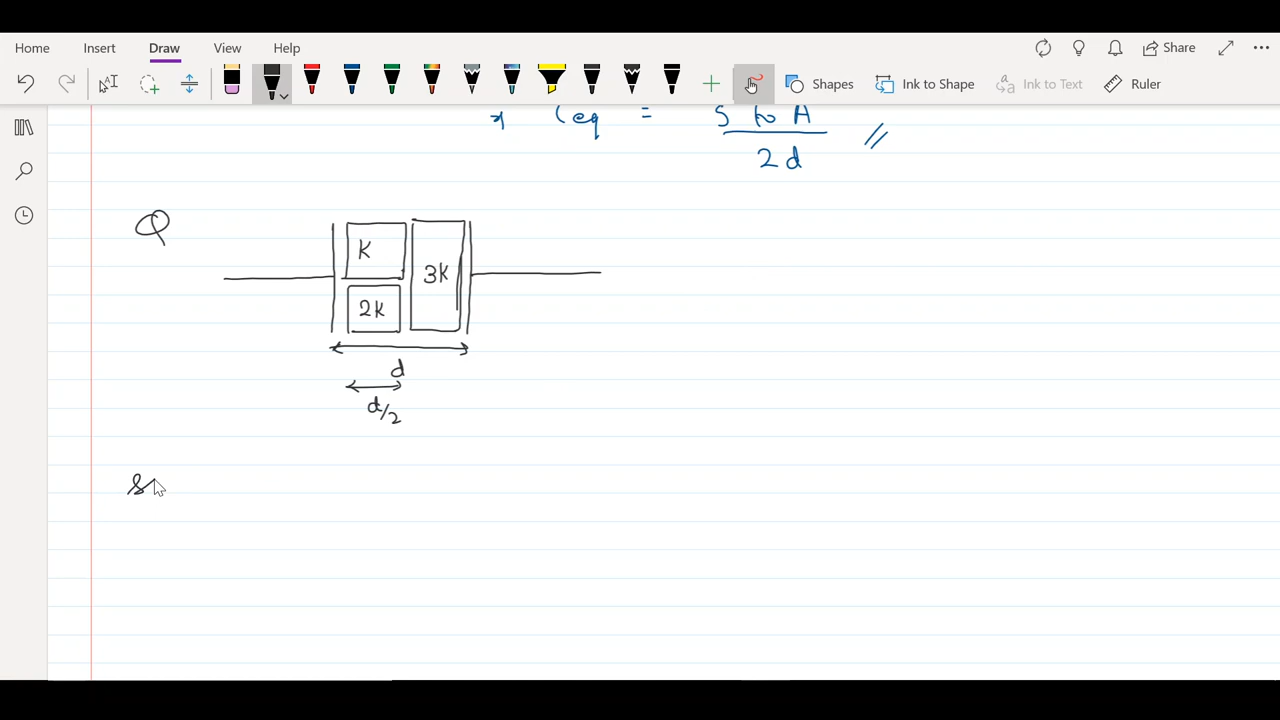 Home Insert Draw View Help Share
Shapes Ink to Shape Ink to Text Ruler
Ceq = 5 to A
2d
Q
K
3K
2K
d
d/2
s